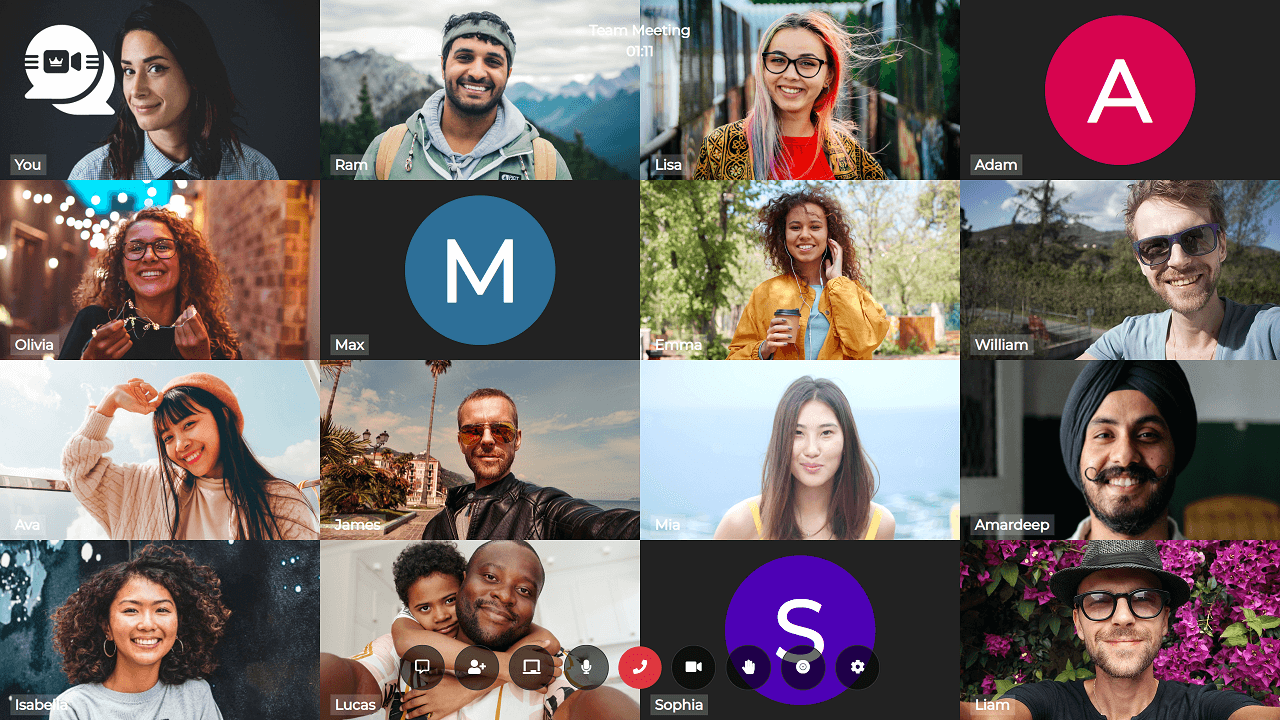 Team Meeting
01:11
You
Ram
Lisa
A
Adam
Olivia
M
Max
Emma
William
Ava
James
Mia
Amardeep
Isabella
Lucas
S
Sophia
Liam